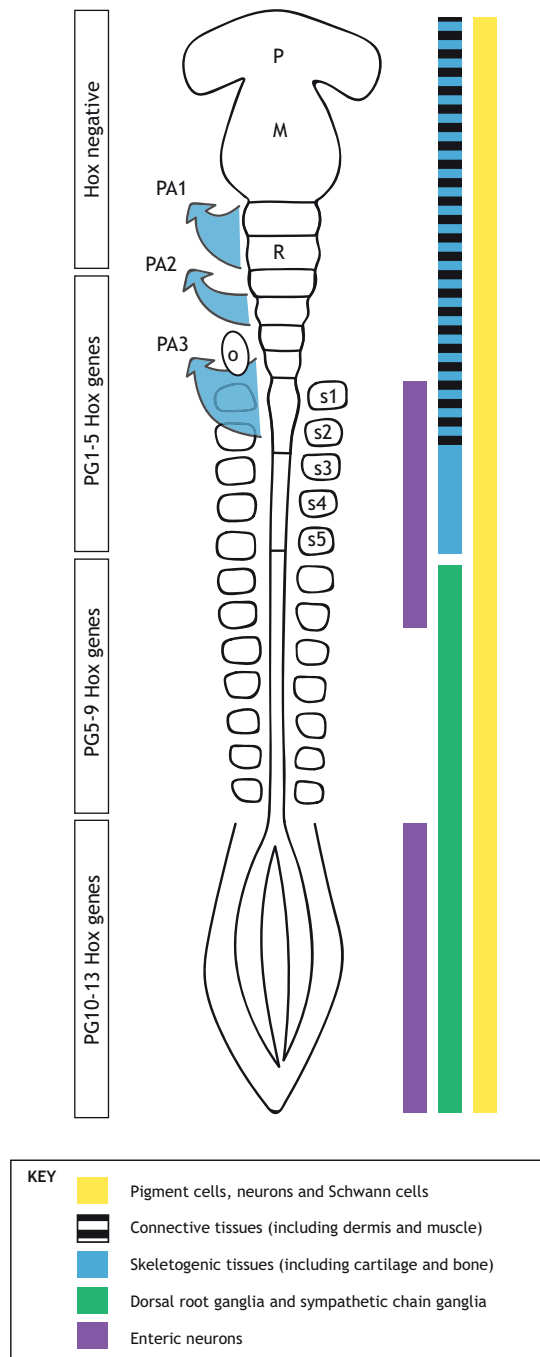 Hox negative
PG1-5 Hox genes
PG5-9 Hox genes
PG10-13 Hox genes
P
M
PA1
R
PA2
PA3
o
s1
s2
s3
s4
s5
KEY
Pigment cells, neurons and Schwann cells
Connective tissues (including dermis and muscle)
Skeletogenic tissues (including cartilage and bone)
Dorsal root ganglia and sympathetic chain ganglia
Enteric neurons